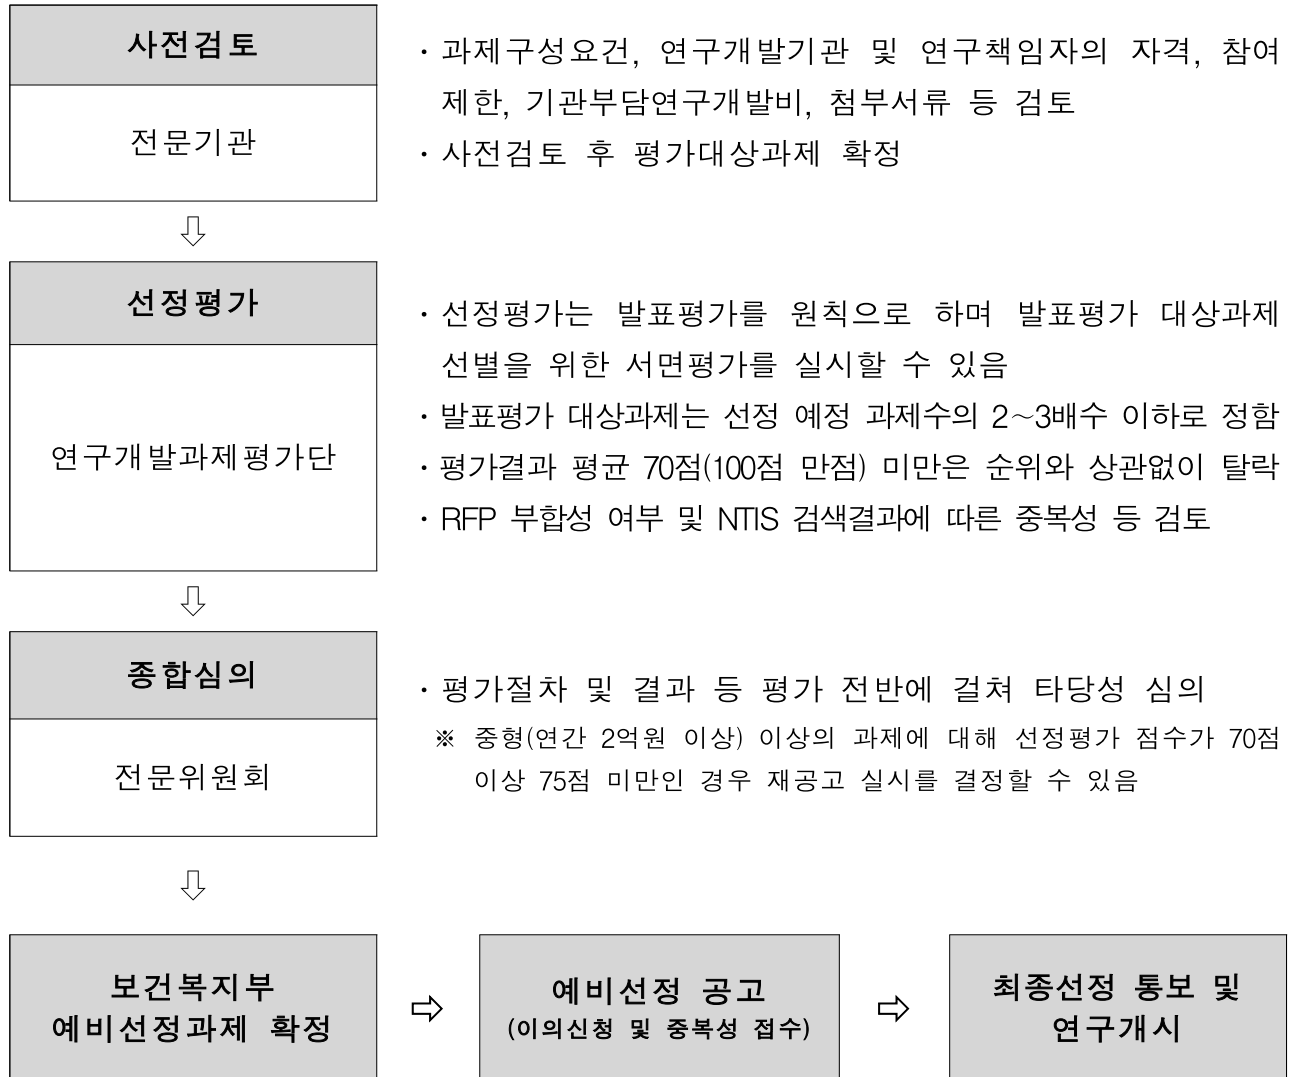 사전검토
전문기관
· 과제구성요건, 연구개발기관 및 연구책임자의 자격, 참여
제한, 기관부담연구개발비, 첨부서류 등 검토
· 사전검토 후 평가대상과제 확정
⇩
선정평가
연구개발과제평가단
· 선정평가는 발표평가를 원칙으로 하며 발표평가 대상과제
선별을 위한 서면평가를 실시할 수 있음
· 발표평가 대상과제는 선정 예정 과제수의 2～3배수 이하로 정함
· 평가결과 평균 70점(100점 만점) 미만은 순위와 상관없이 탈락
· RFP 부합성 여부 및 NTIS 검색결과에 따른 중복성 등 검토
⇩
종합심의
전문위원회
· 평가절차 및 결과 등 평가 전반에 걸쳐 타당성 심의
※ 중형(연간 2억원 이상) 이상의 과제에 대해 선정평가 점수가 70점
이상 75점 미만인 경우 재공고 실시를 결정할 수 있음
⇩
보건복지부
예비선정과제 확정
⇨
예비선정 공고
(이의신청 및 중복성 접수)
⇨
최종선정 통보 및
연구개시